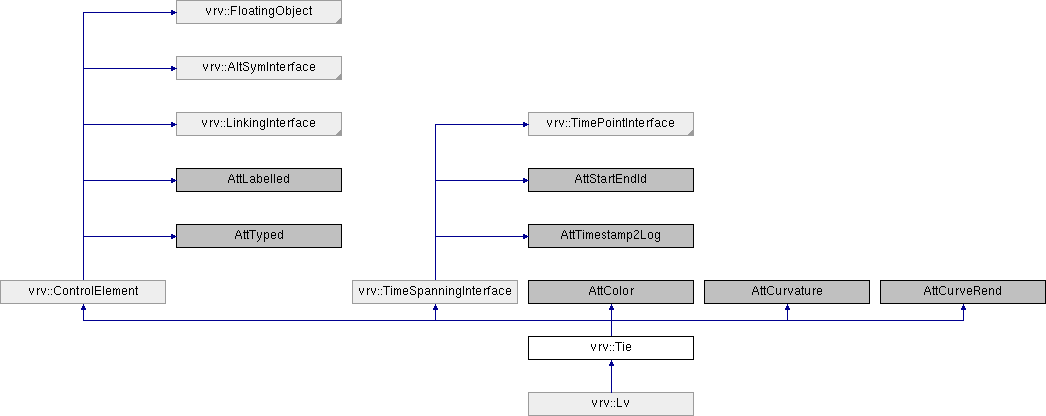 vrv::FloatingObject
vrv::AltSymInterface
vrv::LinkingInterface
vrv::TimePointInterface
AttLabelled
AttStartEndId
AttTyped
AttTimestamp2Log
vrv::ControlElement
vrv::TimeSpanningInterface
AttColor
AttCurvature
AttCurveRend
vrv::Tie
vrv::Lv